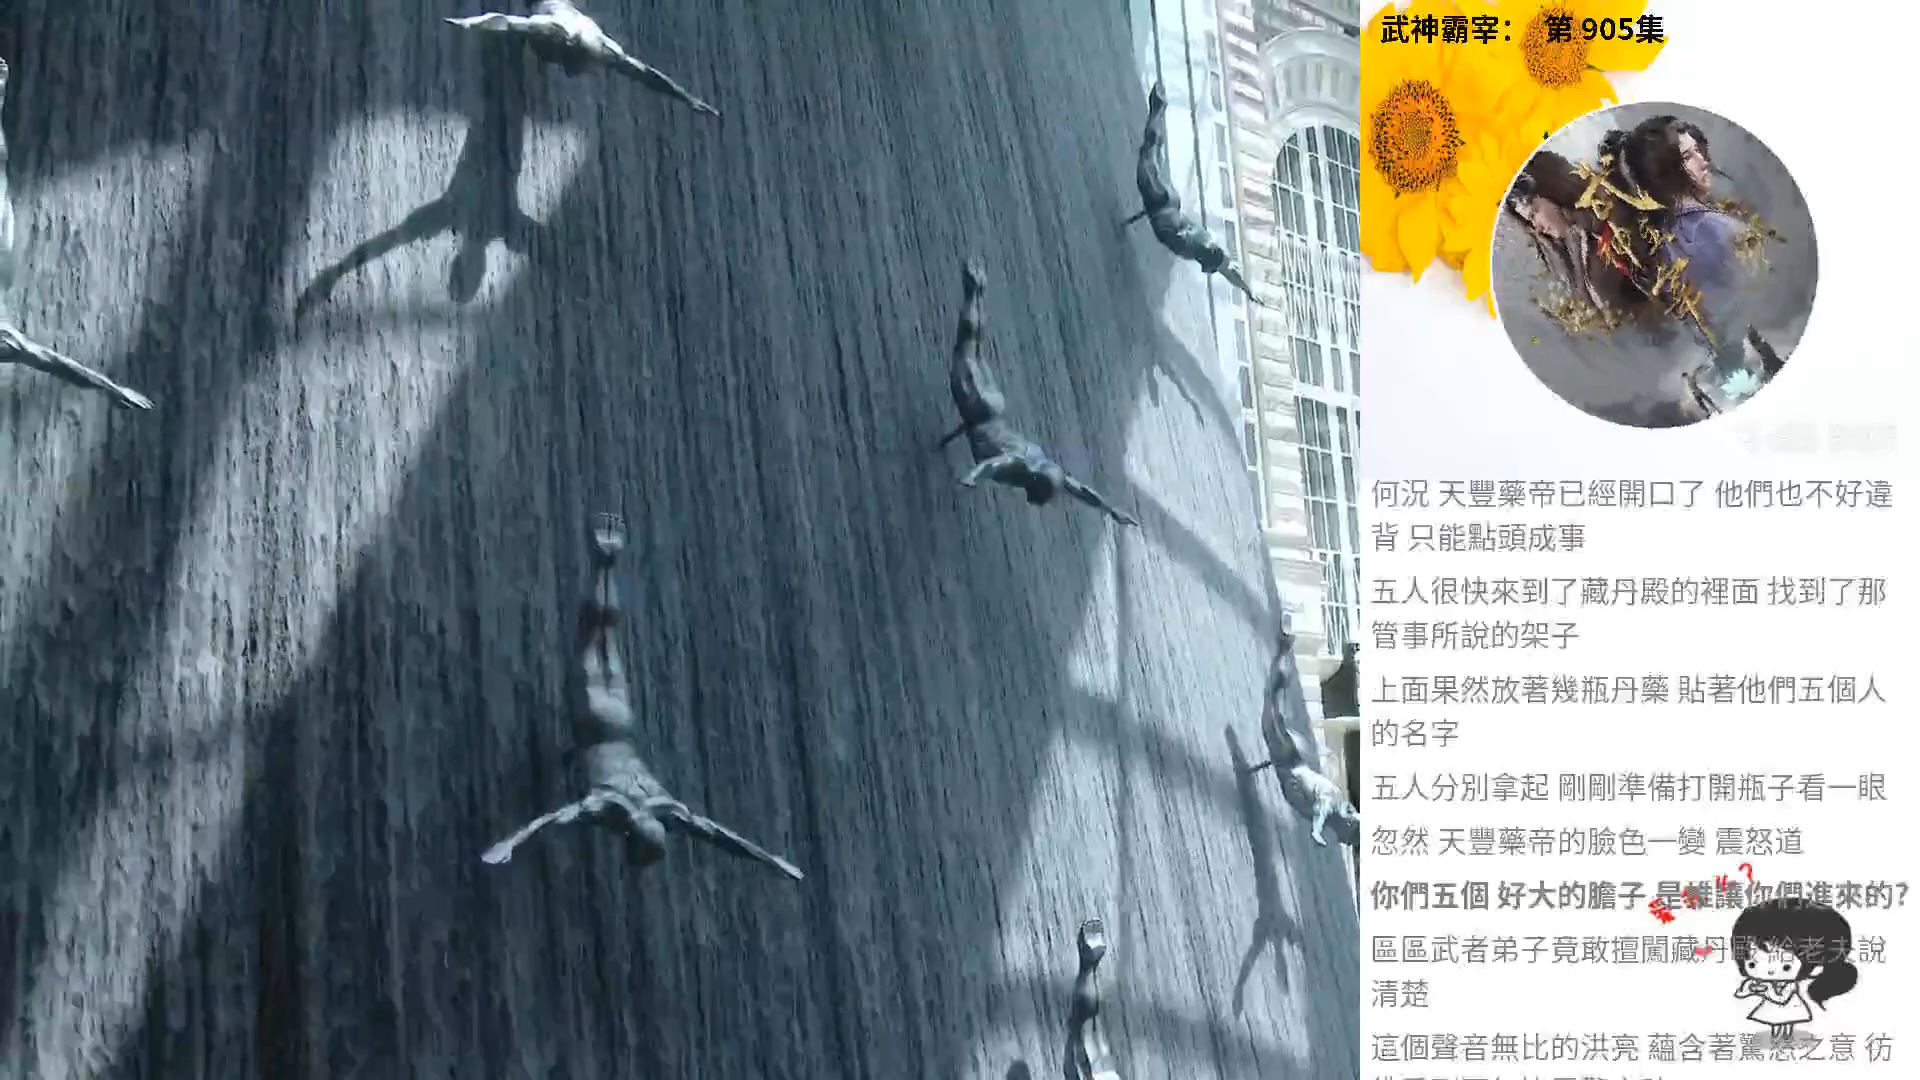 武神霸宰： 第 905集
何況 天豐藥帝已經開口了 他們也不好違
背 只能點頭成事
五人很快來到了藏丹殿的裡面 找到了那
管事所說的架子
上面果然放著幾瓶丹藥 貼著他們五個人
的名字
五人分別拿起 剛剛準備打開瓶子看一眼
忽然 天豐藥帝的臉色一變 震怒道
你們五個 好大的膽子 是誰讓你們進來的?
區區武者弟子竟敢擅闖藏丹殿 給老夫說
清楚
這個聲音無比的洪亮 蘊含著驚怒之意 彷